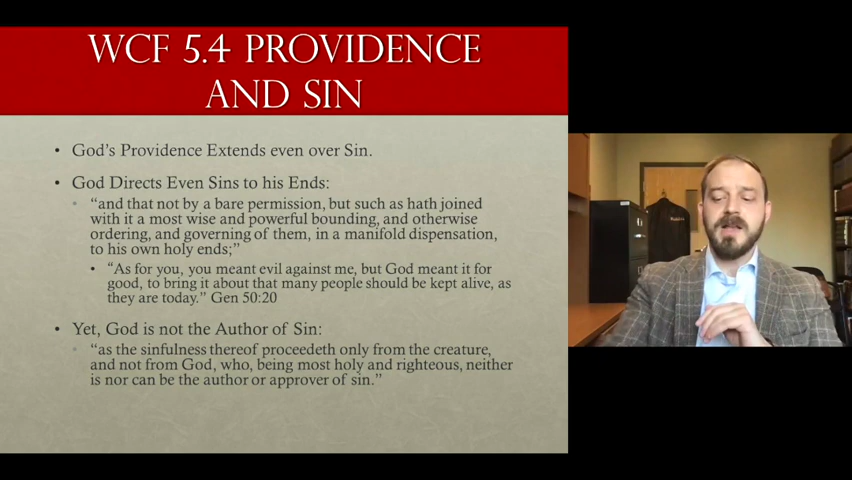 WCF 5.4 PROVIDENCE
AND SIN
• God's Providence Extends even over Sin.
• God Directs Even Sins to his Ends:
• "and that not by a bare permission, but such as hath joined
with it a most wise and powerful bounding, and otherwise
ordering, and governing of them, in a manifold dispensation,
to his own holy ends;"
• "As for you, you meant evil against me, but God meant it for
good, to bring it about that many people should be kept alive, as
they are today." Gen 50:20
• Yet, God is not the Author of Sin:
• "as the sinfulness thereof proceedeth only from the creature,
and not from God, who, being most holy and righteous, neither
is nor can be the author or approver of sin."